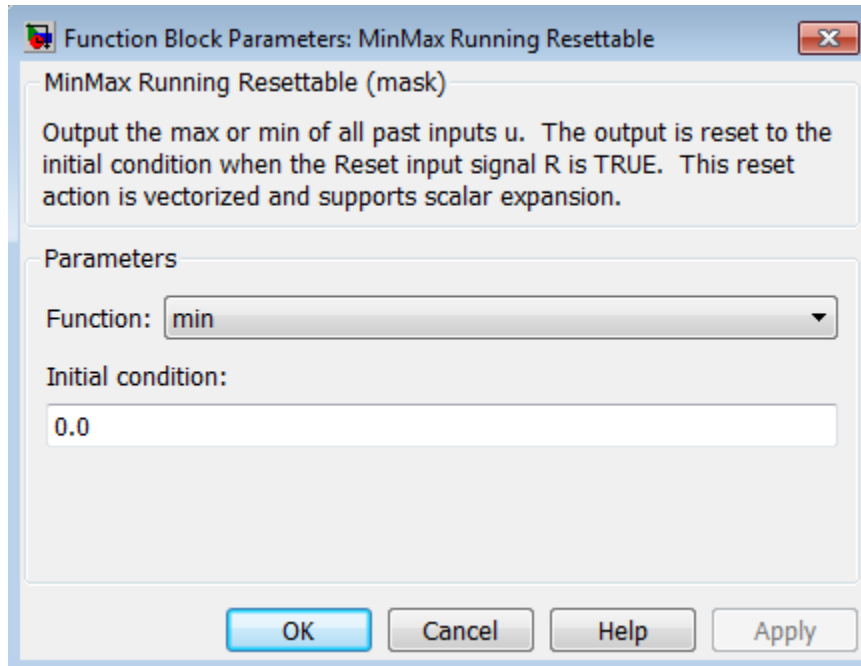 Function Block Parameters: MinMax Running Resettable
MinMax Running Resettable (mask)
Output the max or min of all past inputs u.  The output is reset to the
initial condition when the Reset input signal R is TRUE.  This reset
action is vectorized and supports scalar expansion.
Parameters
Function: min
Initial condition:
0.0
OK Cancel Help Apply